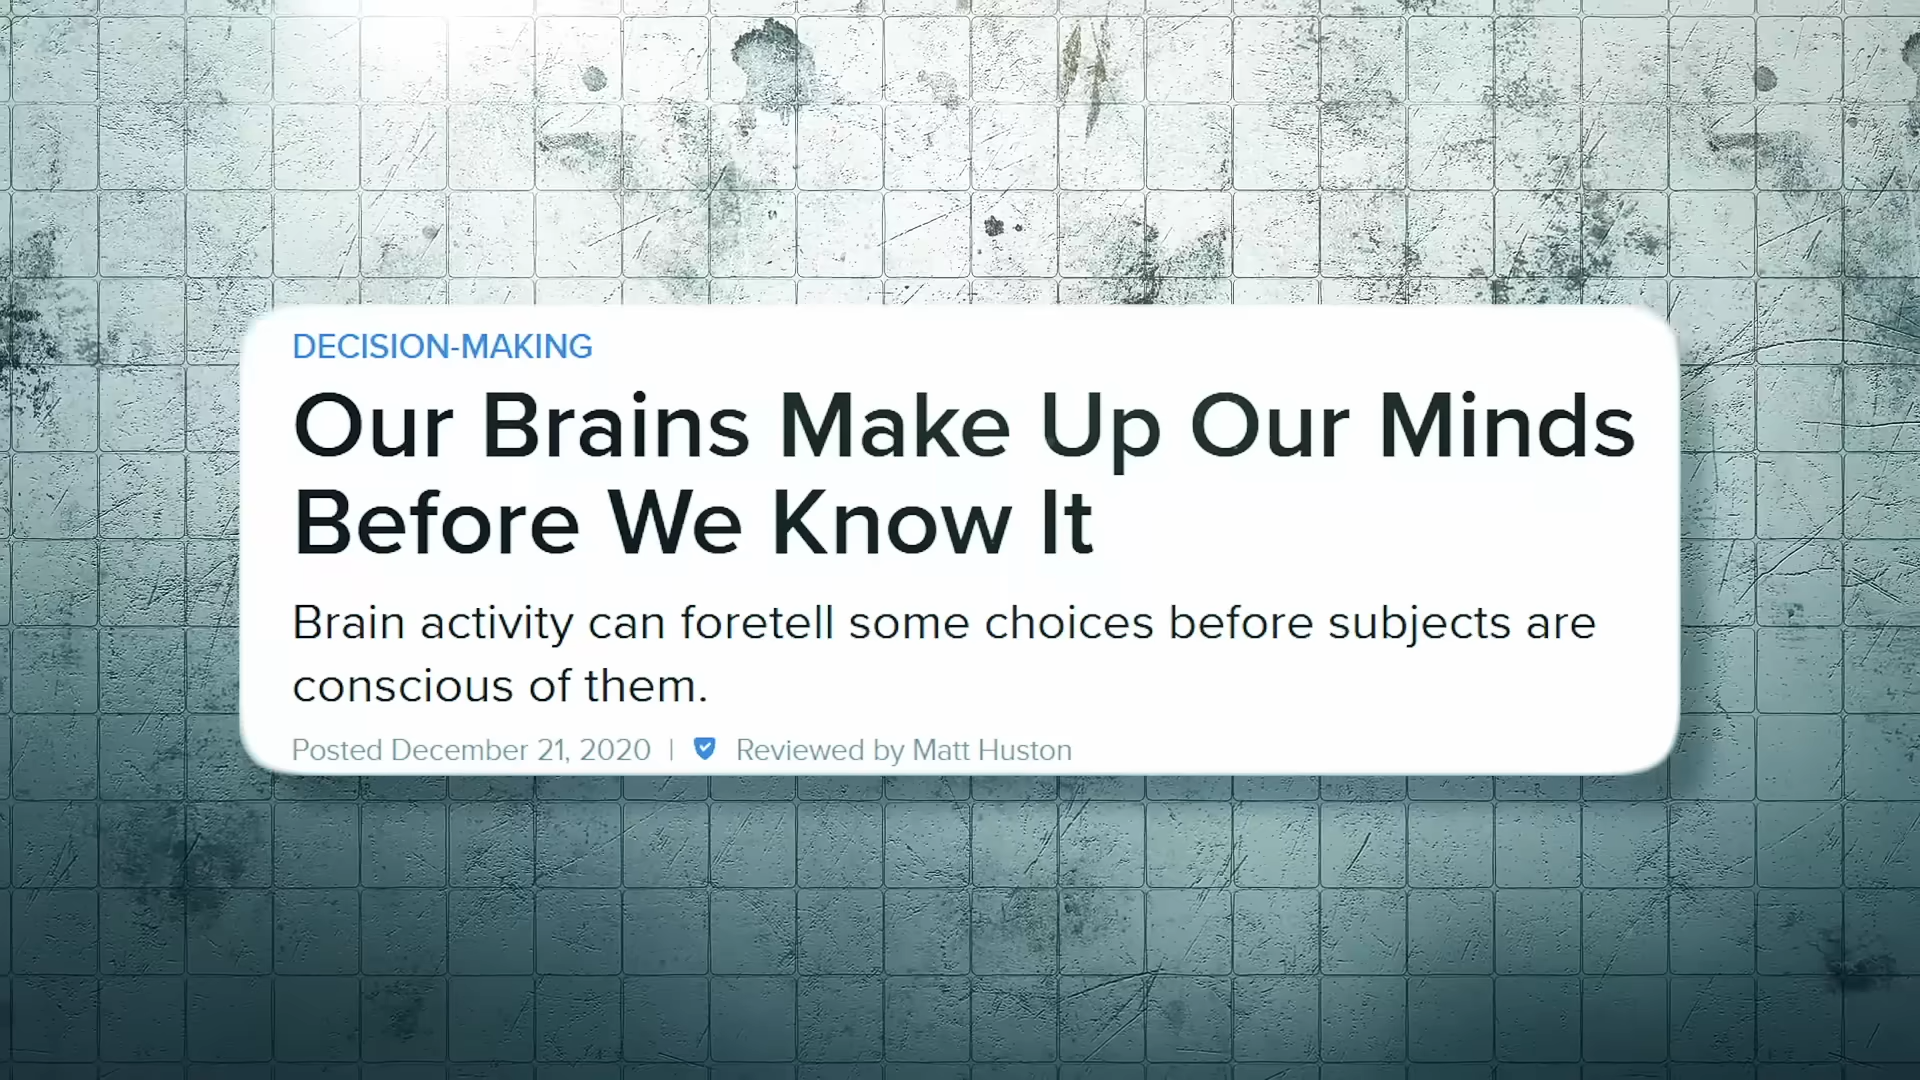 DECISION-MAKING
Our Brains Make Up Our Minds
Before We Know It
Brain activity can foretell some choices before subjects are
conscious of them.
Posted December 21, 2020 | Reviewed by Matt Huston